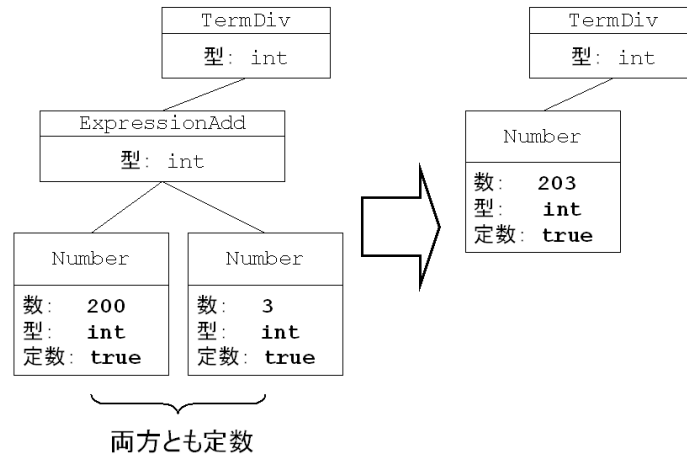 TermDiv
型: int
ExpressionAdd
型: int
Number
数: 200
型: int
定数: true
Number
数: 3
型: int
定数: true
両方とも定数
TermDiv
型: int
Number
数: 203
型: int
定数: true